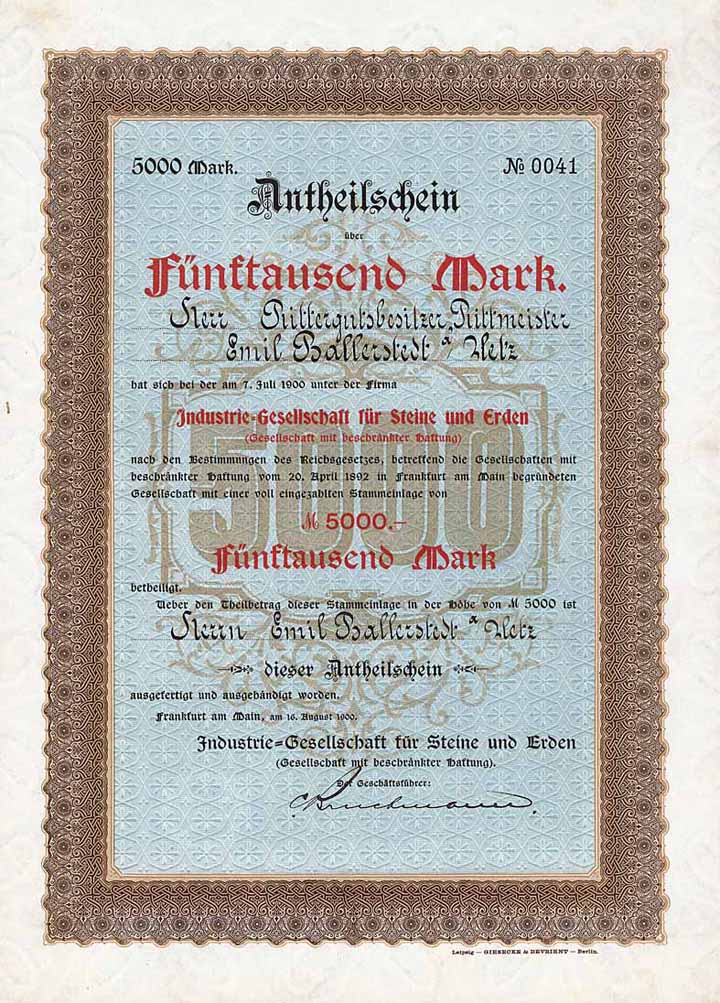 5000 Mark. № 0041
Antheilschein
über
Fünftausend Mark.
Herr Rittergutsbesitzer, Rittmeister
Emil Ballerstedt a/ Uetz
hat sich bei der am 7. Juli 1900 unter der Firma
Industrie=Gesellschaft für Steine und Erden
(Gesellschaft mit beschränkter Haftung)
nach den Bestimmungen des Reichsgesetzes, betreffend die Gesellschaften mit
beschränkter Haftung vom 20. April 1892 in Frankfurt am Main begründeten
Gesellschaft mit einer voll eingezahlten Stammeinlage von
5000
ℳ 5000.—
Fünftausend Mark
betheiligt.
Ueber den Theilbetrag dieser Stammeinlage in der Höhe von ℳ 5000 ist
Herrn Emil Ballerstedt a/ Uetz
dieser Antheilschein
ausgefertigt und ausgehändigt worden.
Frankfurt am Main, am 16. August 1900.
Industrie=Gesellschaft für Steine und Erden
(Gesellschaft mit beschränkter Haftung).
Der Geschäftsführer:
Leipzig — GIESECKE & DEVRIENT — Berlin.